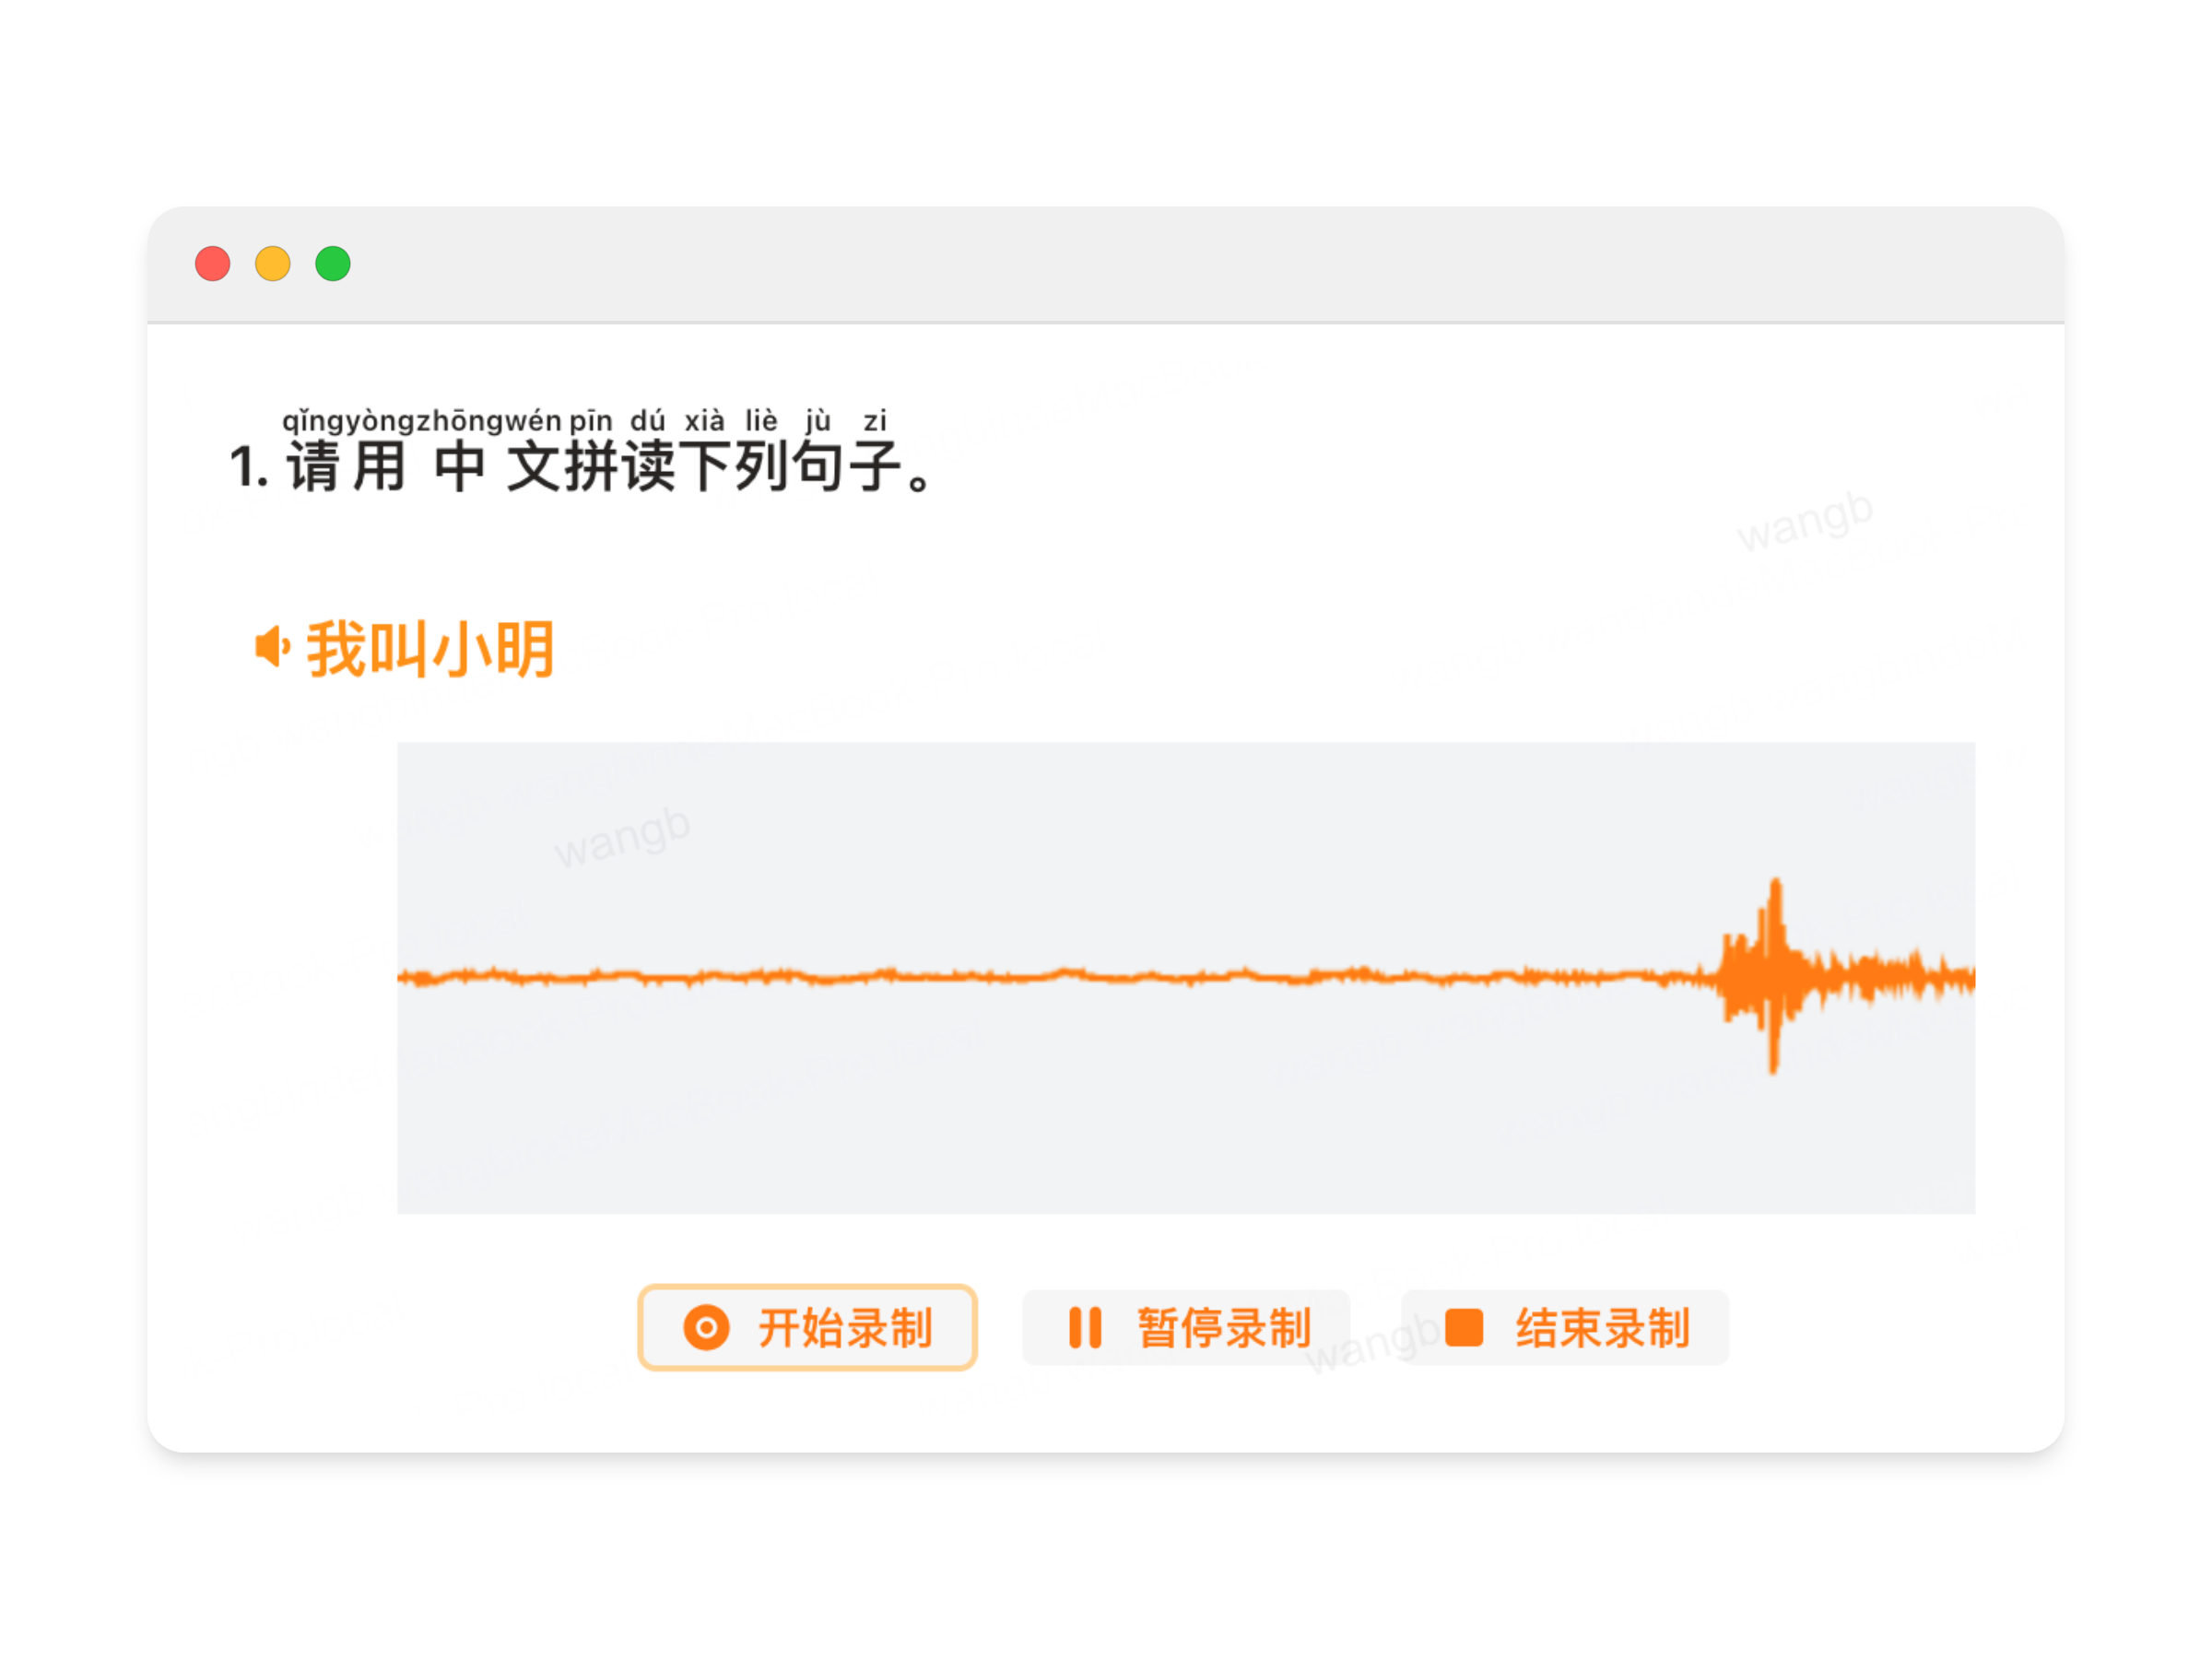 qǐngyòngzhōngwén pīn dú xià liè jù zi
1. 请用中文拼读下列句子。
wangb
我叫小明
wangb
开始录制 暂停录制 结束录制
wangb